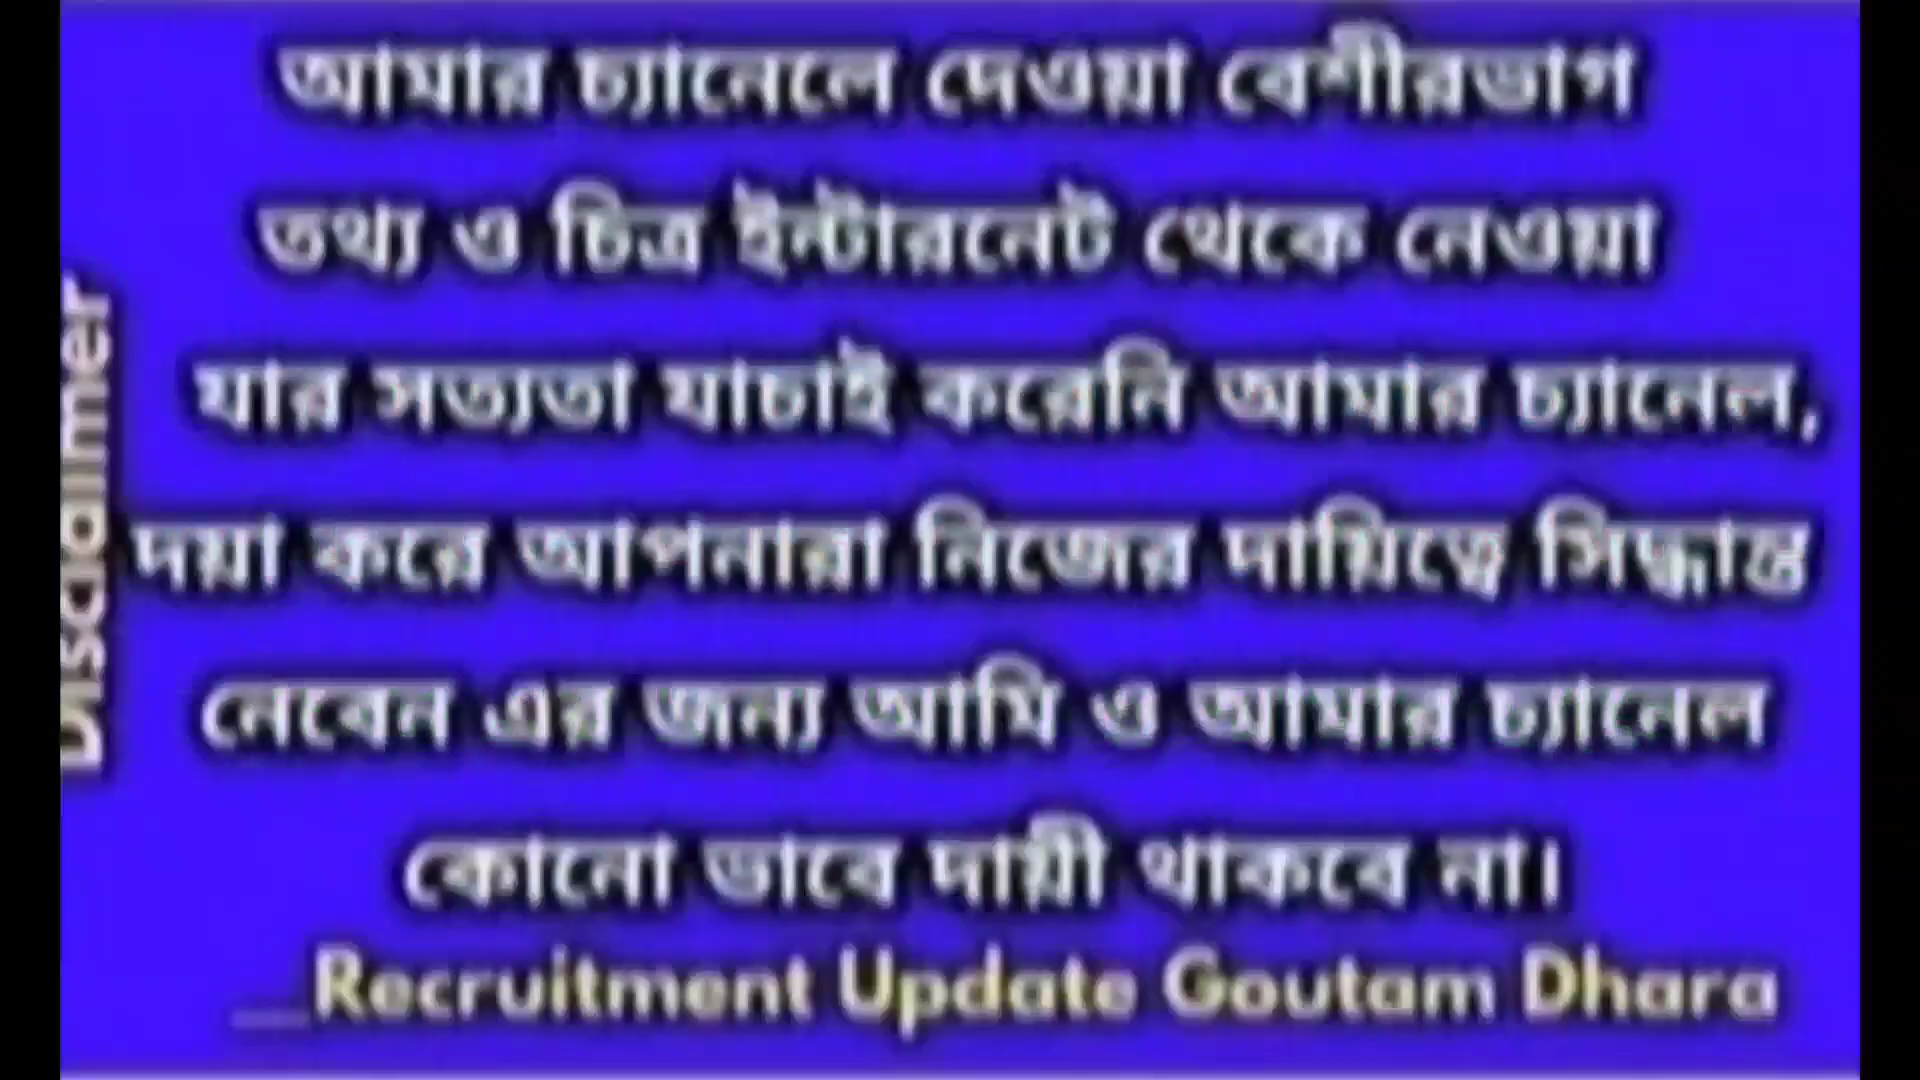 Disclaimer
আমার চ্যানেলে দেওয়া বেশীরভাগ
তথ্য ও চিত্র ইন্টারনেট থেকে নেওয়া
যার সত্যতা যাচাই করেনি আমার চ্যানেল,
দয়া করে আপনারা নিজের দায়িত্বে সিদ্ধান্ত
নেবেন এর জন্য আমি ও আমার চ্যানেল
কোনো ভাবে দায়ী থাকবে না।
__Recruitment Update Goutam Dhara